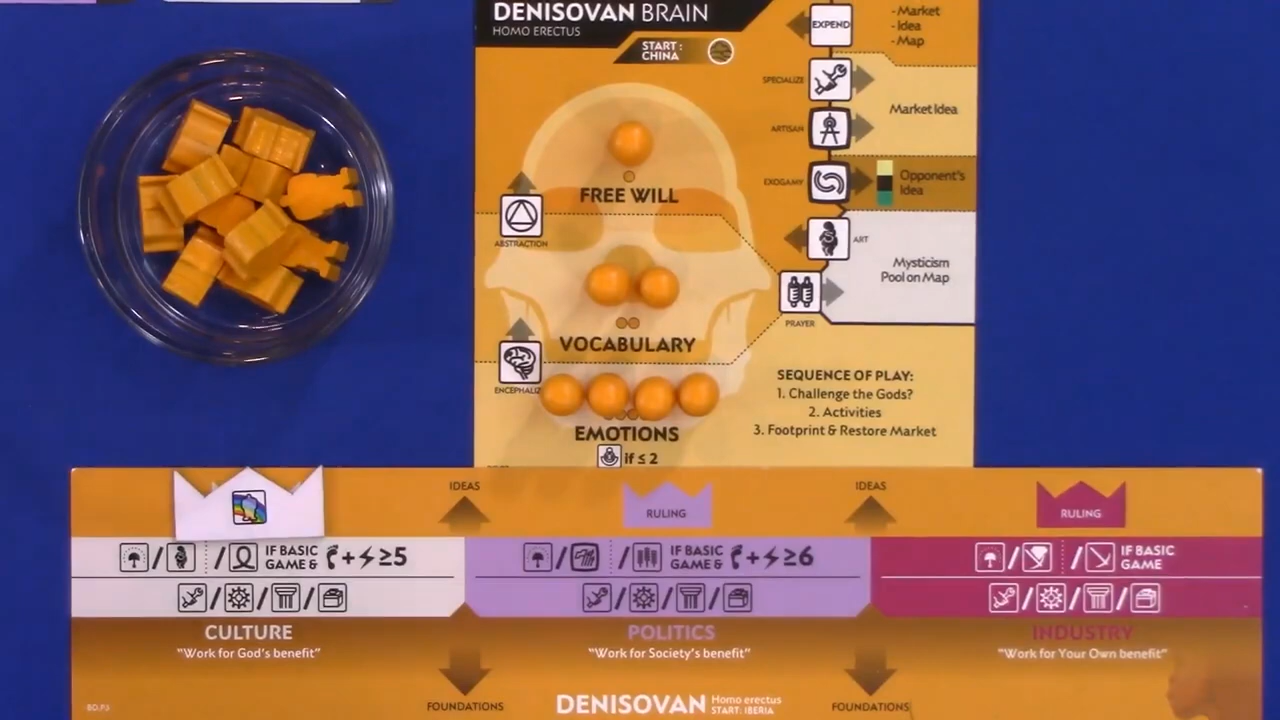 DENISOVAN BRAIN
HOMO ERECTUS
START:
CHINA
EXPEND
- Market
- Idea
- Map
SPECIALIZE
Market Idea
ARTISAN
EXOGAMY
Opponent's
Idea
ART
Mysticism
Pool on Map
PRAYER
FREE WILL
ABSTRACTION
VOCABULARY
EMOTIONS
if ≤ 2
SEQUENCE OF PLAY:
1. Challenge the Gods?
2. Activities
3. Footprint & Restore Market
IDEAS
RULING
IDEAS
RULING
/ / IF BASIC
GAME & + ≥5
/ / IF BASIC
GAME & + ≥6
/ / IF BASIC
GAME
/ / /
/ / /
/ / /
CULTURE
"Work for God's benefit"
POLITICS
"Work for Society's benefit"
INDUSTRY
"Work for Your Own benefit"
FOUNDATIONS
DENISOVAN Homo erectus
START: IBERIA
FOUNDATIONS